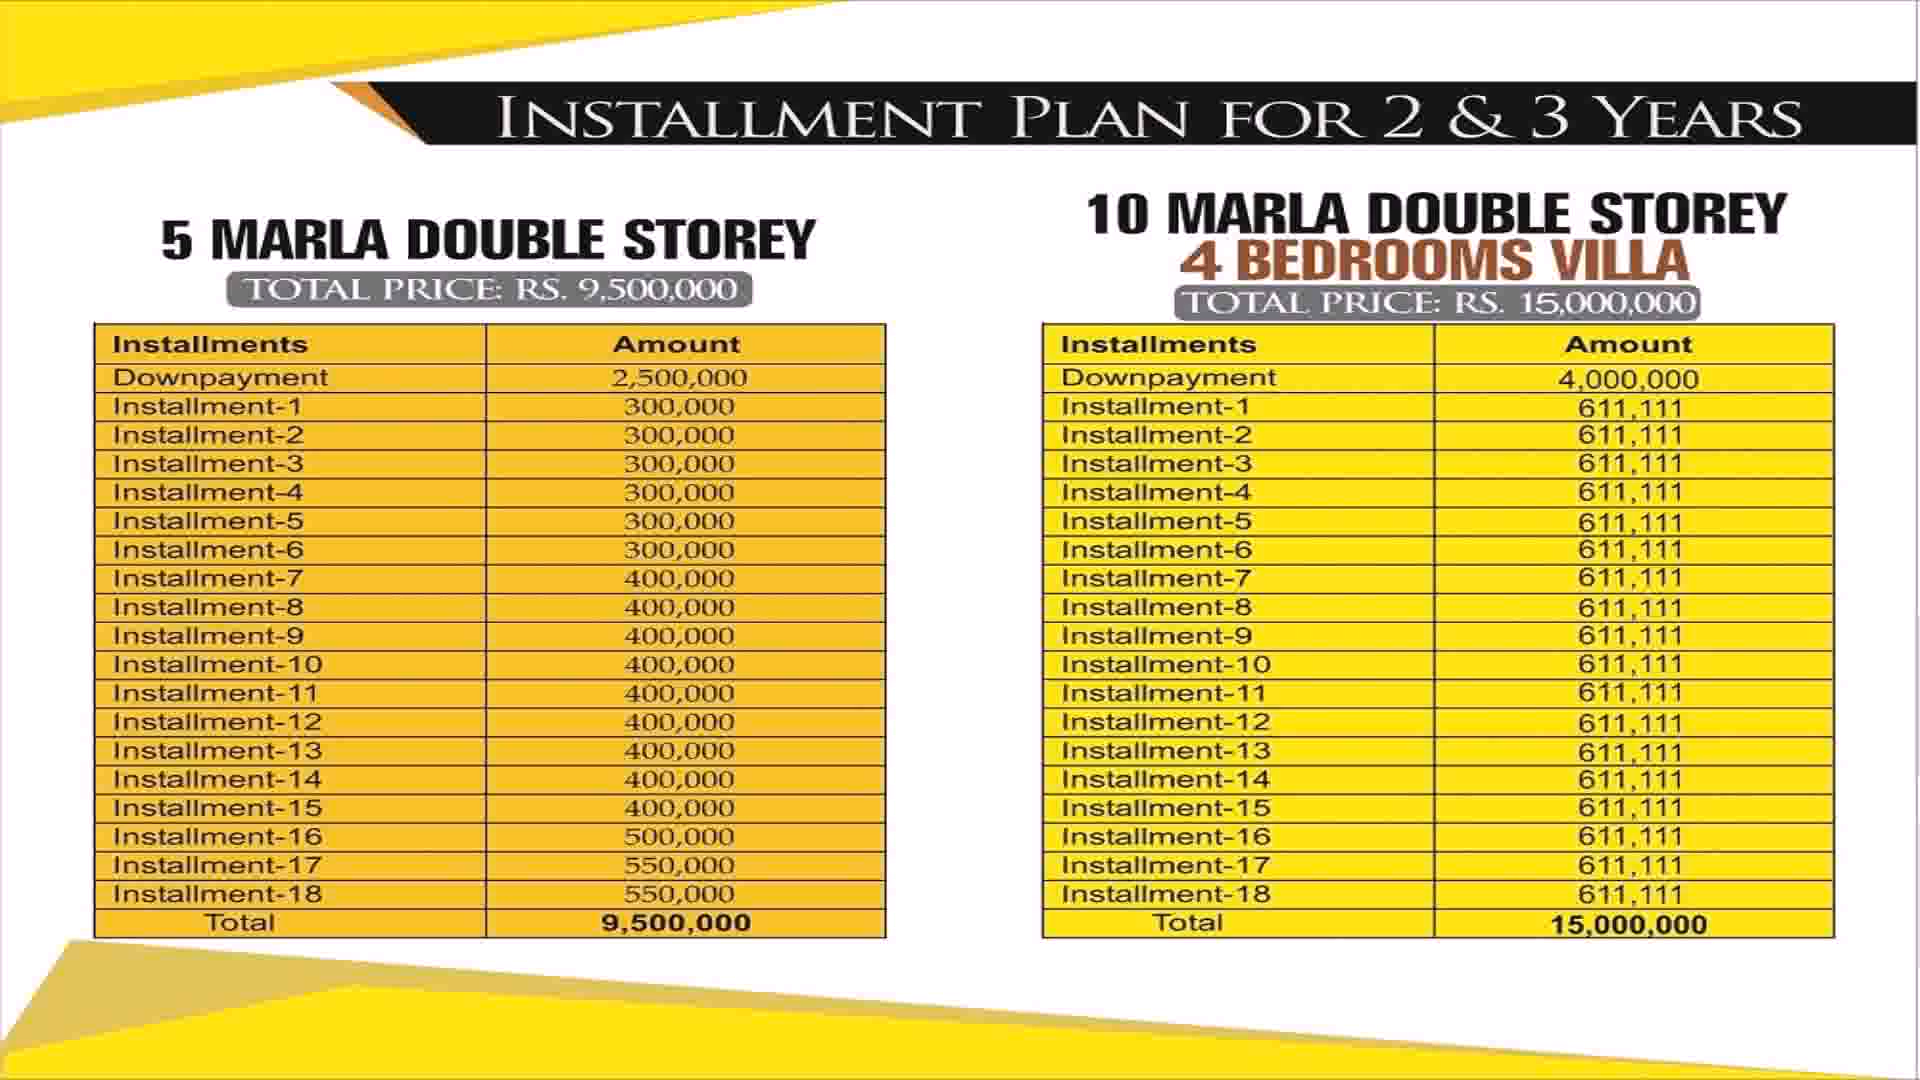 INSTALLMENT PLAN FOR 2 & 3 YEARS
5 MARLA DOUBLE STOREY
TOTAL PRICE: RS. 9,500,000
Installments Amount
Downpayment 2,500,000
Installment-1 300,000
Installment-2 300,000
Installment-3 300,000
Installment-4 300,000
Installment-5 300,000
Installment-6 300,000
Installment-7 400,000
Installment-8 400,000
Installment-9 400,000
Installment-10 400,000
Installment-11 400,000
Installment-12 400,000
Installment-13 400,000
Installment-14 400,000
Installment-15 400,000
Installment-16 500,000
Installment-17 550,000
Installment-18 550,000
Total 9,500,000
10 MARLA DOUBLE STOREY
4 BEDROOMS VILLA
TOTAL PRICE: RS. 15,000,000
Installments Amount
Downpayment 4,000,000
Installment-1 611,111
Installment-2 611,111
Installment-3 611,111
Installment-4 611,111
Installment-5 611,111
Installment-6 611,111
Installment-7 611,111
Installment-8 611,111
Installment-9 611,111
Installment-10 611,111
Installment-11 611,111
Installment-12 611,111
Installment-13 611,111
Installment-14 611,111
Installment-15 611,111
Installment-16 611,111
Installment-17 611,111
Installment-18 611,111
Total 15,000,000